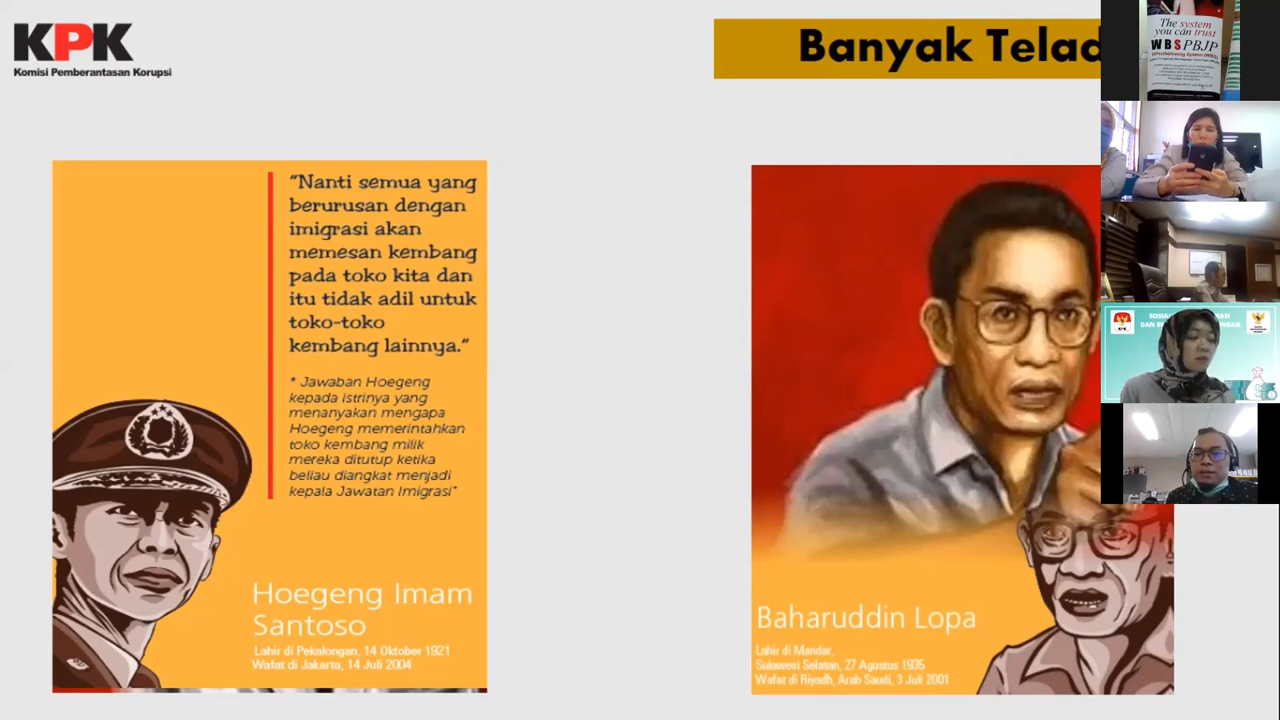 KPK
Komisi Pemberantasan Korupsi
Banyak Telad
"Nanti semua yang
berurusan dengan
imigrasi akan
memesan kembang
pada toko kita dan
itu tidak adil untuk
toko-toko
kembang lainnya."
* Jawaban Hoegeng
kepada istrinya yang
menanyakan mengapa
Hoegeng memerintahkan
toko kembang milik
mereka ditutup ketika
beliau diangkat menjadi
kepala Jawatan Imigrasi*
Hoegeng Imam
Santoso
Lahir di Pekalongan, 14 Oktober 1921
Wafat di Jakarta, 14 Juli 2004
Baharuddin Lopa
Lahir di Mandar,
Sulawesi Selatan, 27 Agustus 1935
Wafat di Riyadh, Arab Saudi, 3 Juli 2001
The system
you can trust
WBSPBJP
KPK